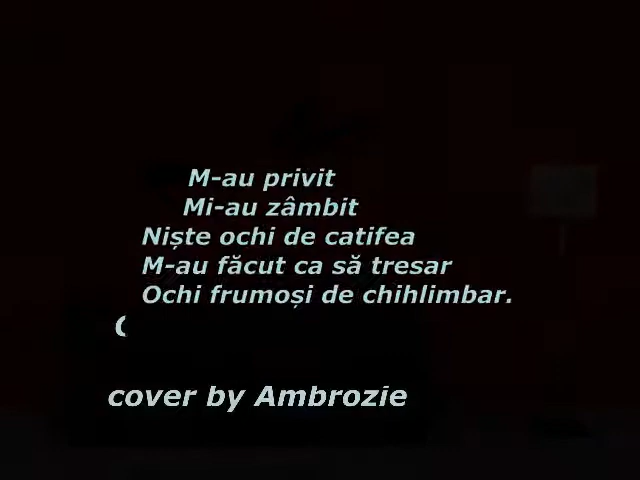 M-au privit
Mi-au zâmbit
Niște ochi de catifea
M-au făcut ca să tresar
Ochi frumoși de chihlimbar.
cover by Ambrozie